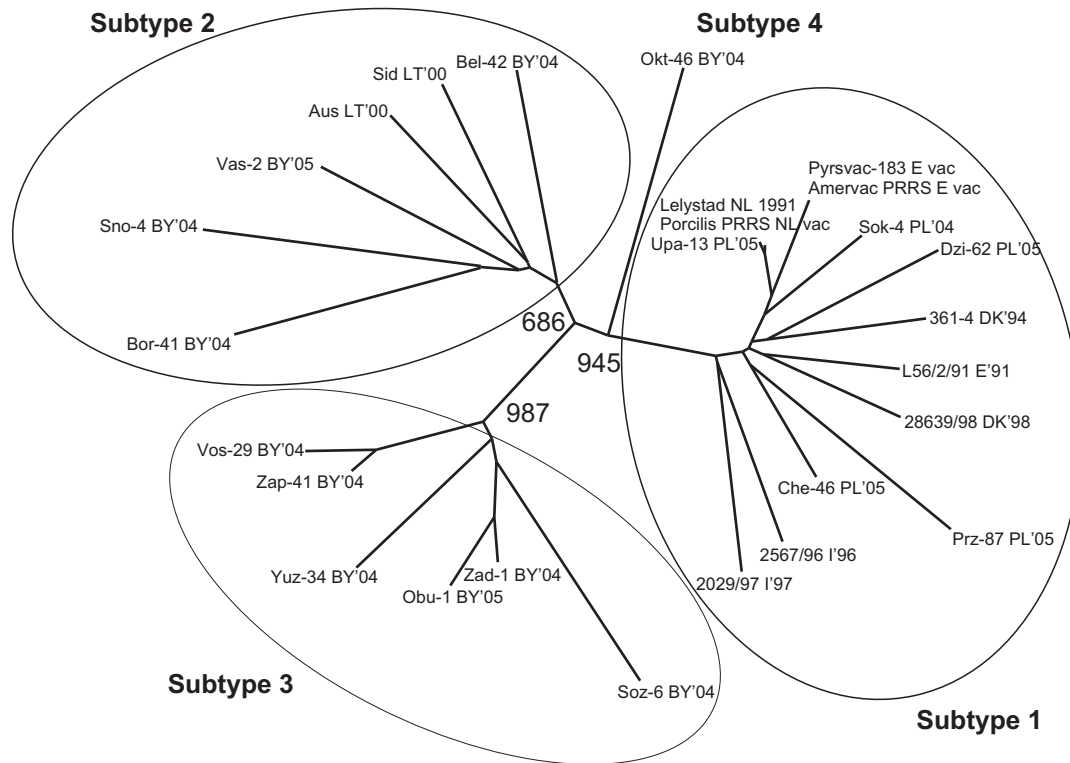 Subtype 2
Subtype 4
Bel-42 BY'04
Okt-46 BY'04
Sid LT'00
Aus LT'00
Vas-2 BY'05
Sno-4 BY'04
Bor-41 BY'04
Pyrsvac-183 E vac
Amervac PRRS E vac
Lelystad NL 1991
Porcilis PRRS NL vac
Upa-13 PL'05
Sok-4 PL'04
Dzi-62 PL'05
361-4 DK'94
L56/2/91 E'91
28639/98 DK'98
Che-46 PL'05
Prz-87 PL'05
2567/96 I'96
2029/97 I'97
686
945
987
Vos-29 BY'04
Zap-41 BY'04
Yuz-34 BY'04
Zad-1 BY'04
Obu-1 BY'05
Soz-6 BY'04
Subtype 3
Subtype 1